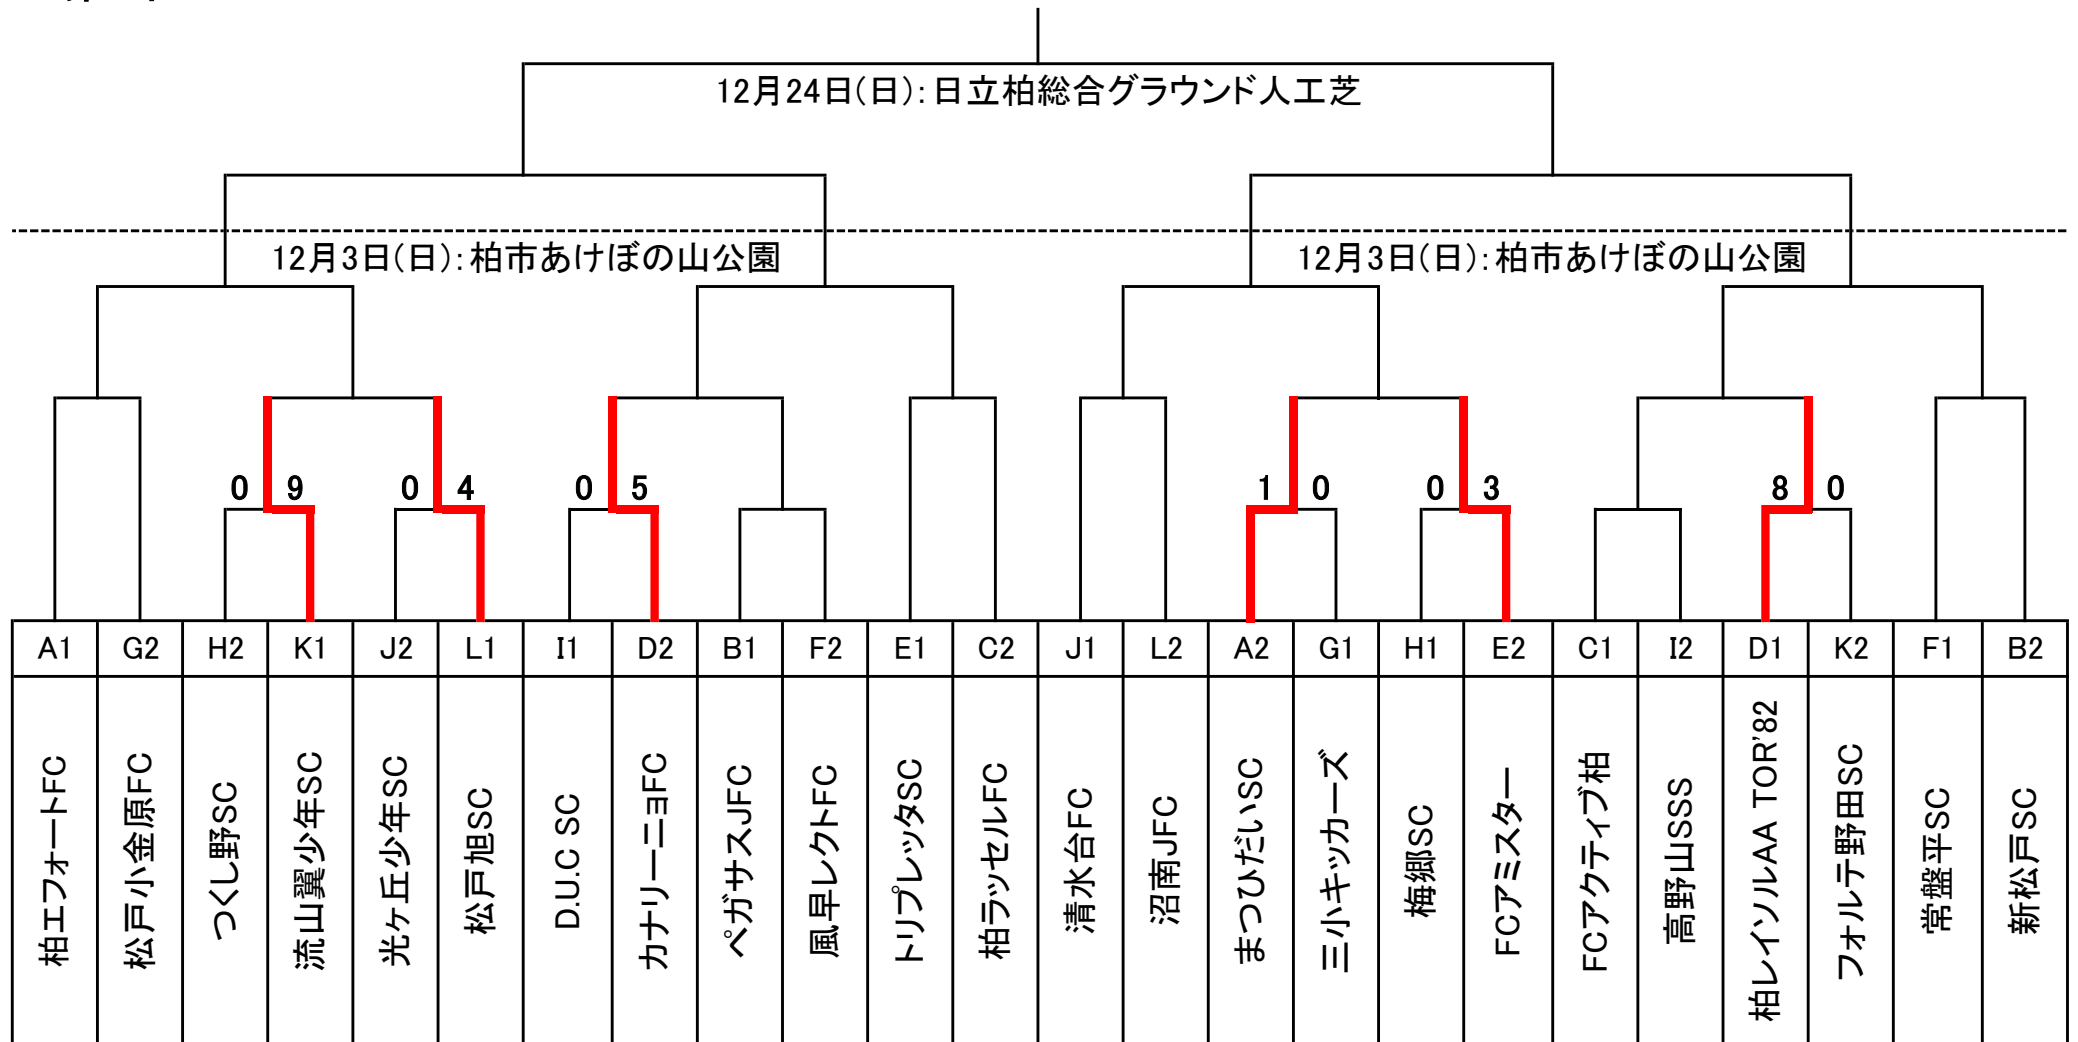 12月24日(日):日立柏総合グラウンド人工芝
12月3日(日):柏市あけぼの山公園
12月3日(日):柏市あけぼの山公園
0 9 0 4 0 5 1 0 0 3 8 0
A1 G2 H2 K1 J2 L1 I1 D2 B1 F2 E1 C2 J1 L2 A2 G1 H1 E2 C1 I2 D1 K2 F1 B2
柏エフォートFC
松戸小金原FC
つくし野SC
流山翼少年SC
光ヶ丘少年SC
松戸旭SC
D.U.C SC
カナリーニョFC
ペガサスJFC
風早レクトFC
トリプレッタSC
柏ラッセルFC
清水台FC
沼南JFC
まつひだいSC
三小キッカーズ
梅郷SC
FCアミスター
FCアクティブ柏
高野山SSS
柏レイソルAA TOR'82
フォルテ野田SC
常盤平SC
新松戸SC